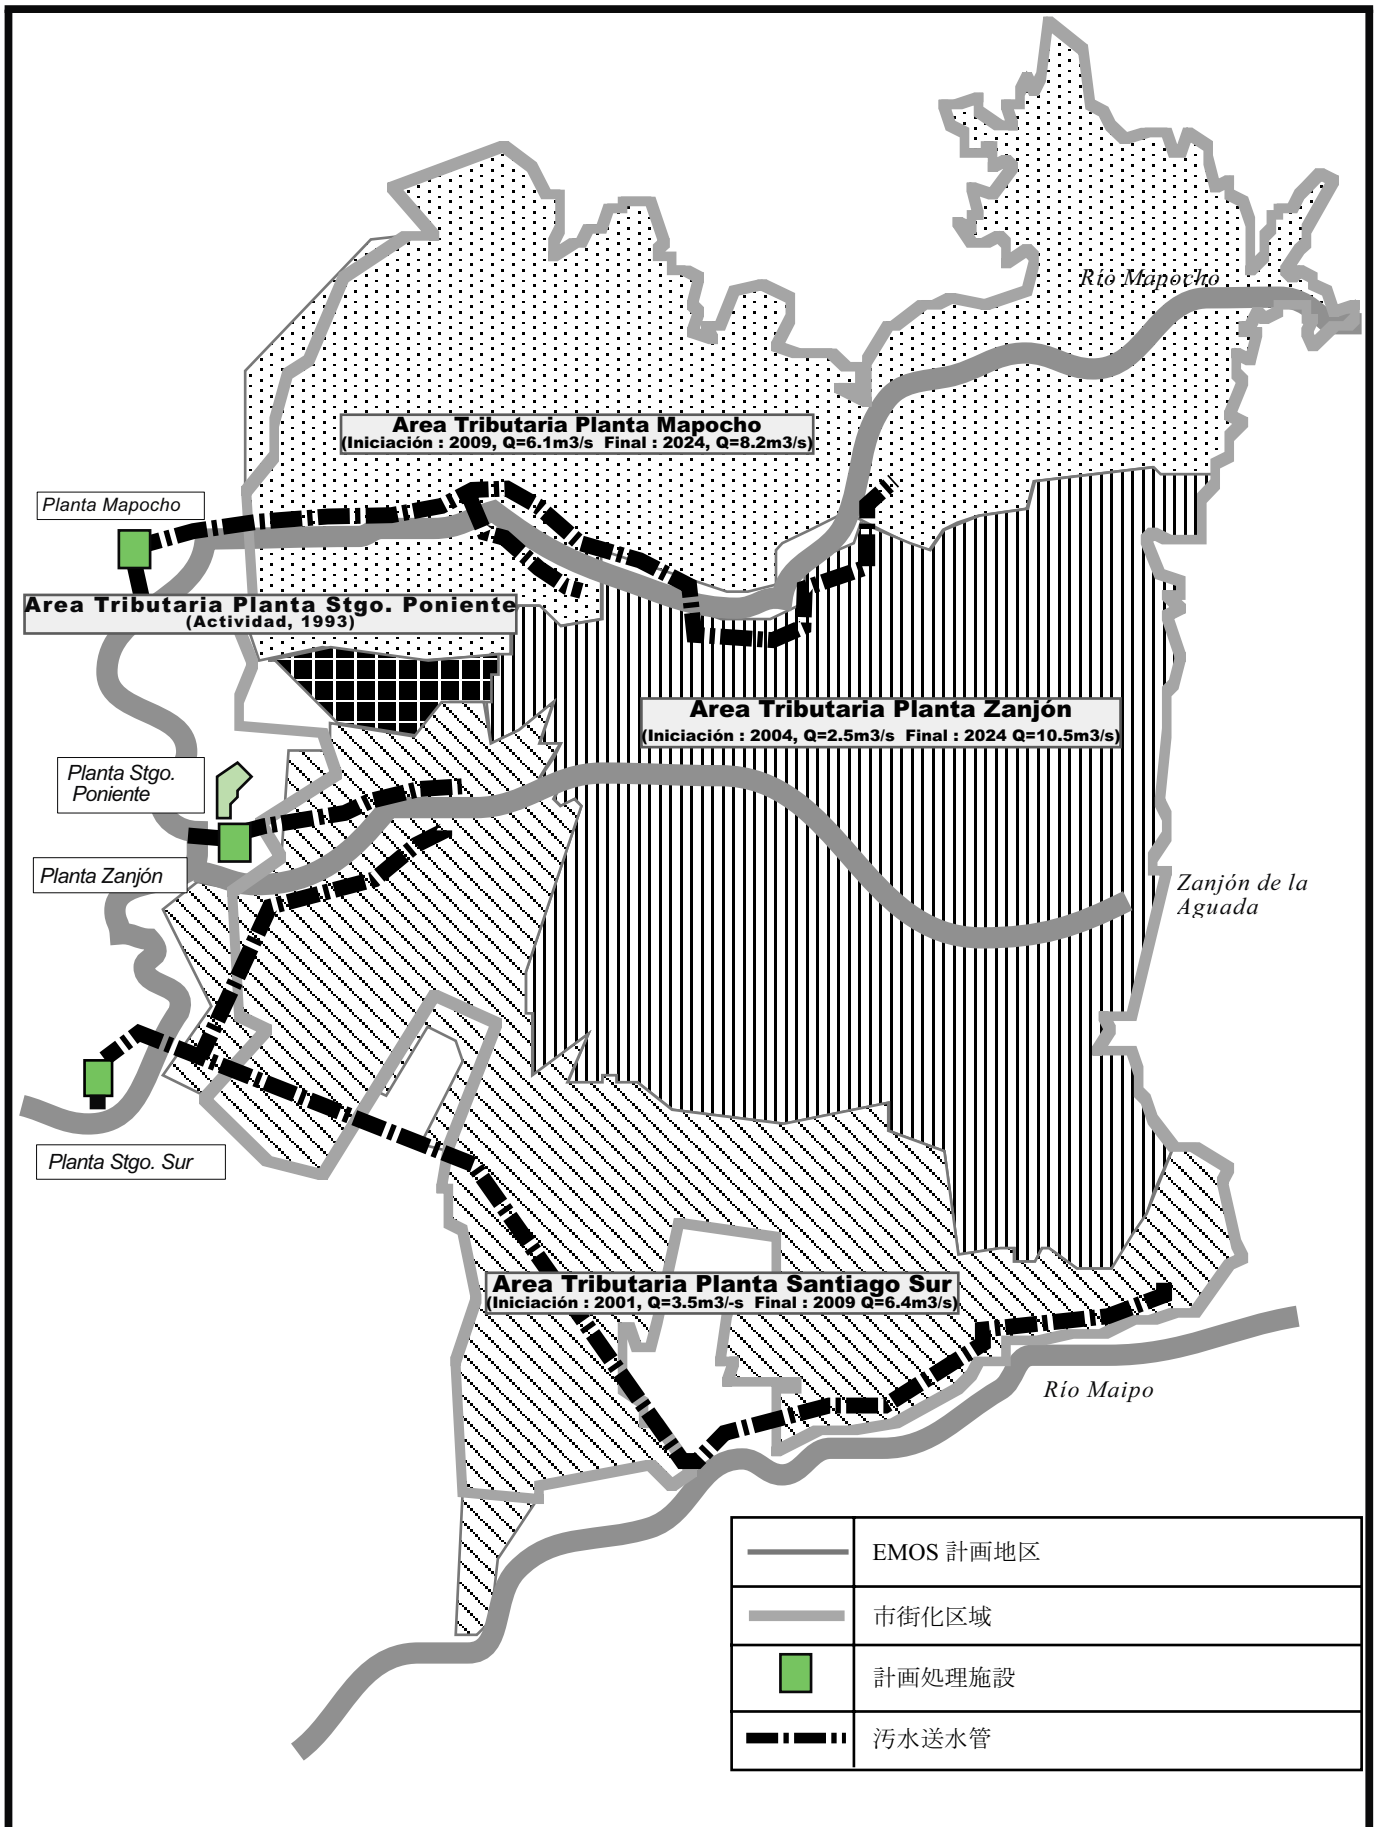 Río Mapocho
Area Tributaria Planta Mapocho
(Iniciación : 2009, Q=6.1m3/s Final : 2024, Q=8.2m3/s)
Planta Mapocho
Area Tributaria Planta Stgo. Poniente
(Actividad, 1993)
Area Tributaria Planta Zanjón
(Iniciación : 2004, Q=2.5m3/s Final : 2024 Q=10.5m3/s)
Planta Stgo.
Poniente
Planta Zanjón
Zanjón de la
Aguada
Planta Stgo. Sur
Area Tributaria Planta Santiago Sur
(Iniciación : 2001, Q=3.5m3/-s Final : 2009 Q=6.4m3/s)
Río Maipo
EMOS 計画地区
市街化区域
計画処理施設
汚水送水管